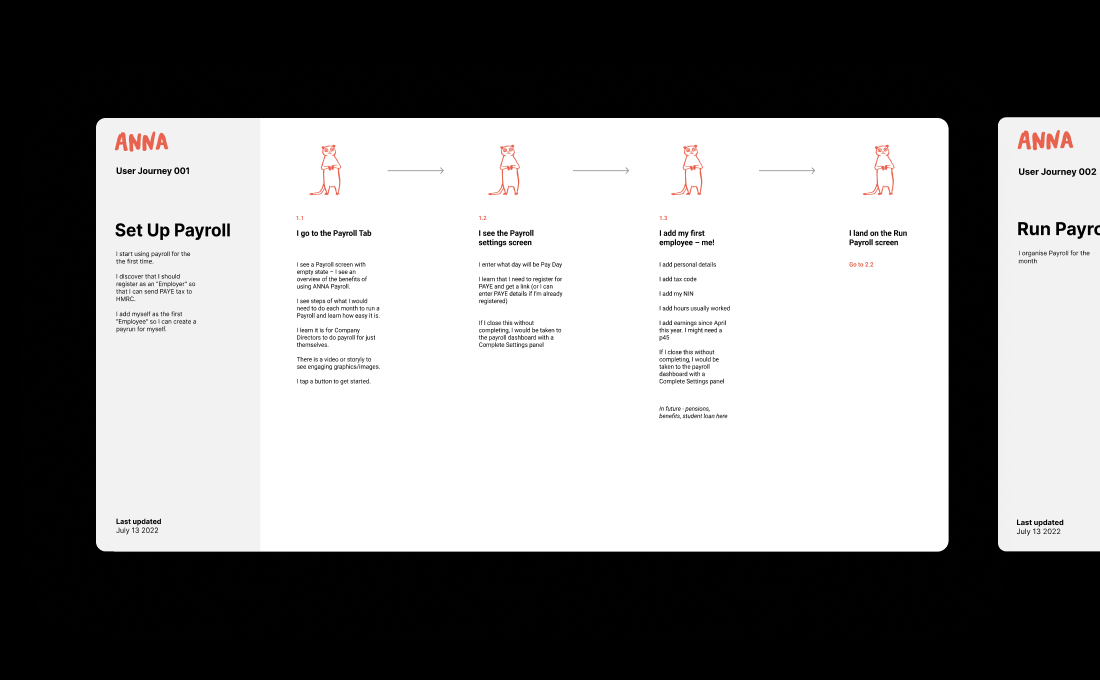 ANNA
User Journey 001
Set Up Payroll
I start using payroll for the
the first time.
I discover that I should
register as an "Employer" so
that I can send PAYE tax to
HMRC.
I add myself as the first
"Employee" so I can create a
payrun for myself.
Last updated
July 13 2022
1.1
I go to the Payroll Tab
I see a Payroll screen with
empty state – I see an
overview of the benefits of
using ANNA Payroll.
I see steps of what I would
need to do each month to run a
Payroll and learn how easy it is.
I learn it is for Company
Directors to do payroll for just
themselves.
There is a video or storyly to
see engaging graphics/images.
I tap a button to get started.
1.2
I see the Payroll
settings screen
I enter what day will be Pay Day
I learn that I need to register for
PAYE and get a link (or I can
enter PAYE details if I'm already
registered)
If I close this without
completing, I would be taken to
the payroll dashboard with a
Complete Settings panel
1.3
I add my first
employee – me!
I add personal details
I add tax code
I add my NIN
I add hours usually worked
I add earnings since April
this year. I might need a
p45
If I close this without
completing, I would be
taken to the payroll
dashboard with a
Complete Settings panel
In future - pensions,
benefits, student loan here
I land on the Run
Payroll screen
Go to 2.2
ANNA
User Journey 002
Run Payro
I organise Payroll for the
month
Last updated
July 13 2022